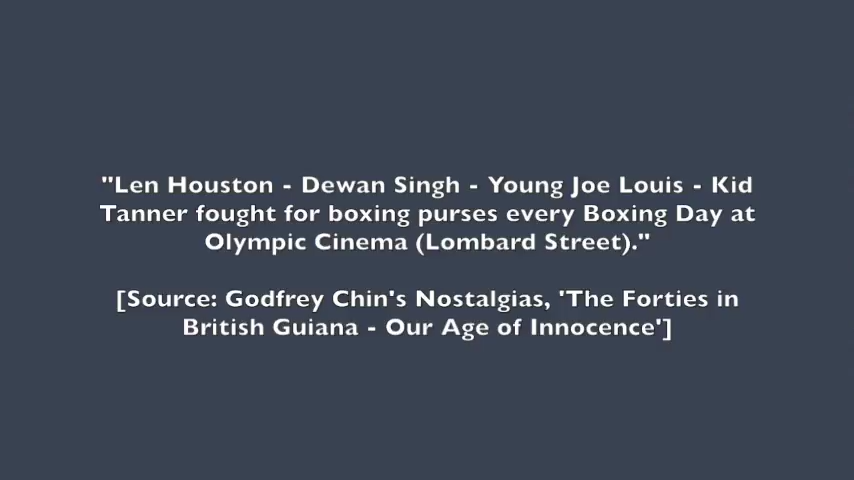 "Len Houston - Dewan Singh - Young Joe Louis - Kid
Tanner fought for boxing purses every Boxing Day at
Olympic Cinema (Lombard Street)."
[Source: Godfrey Chin's Nostalgias, 'The Forties in
British Guiana - Our Age of Innocence']